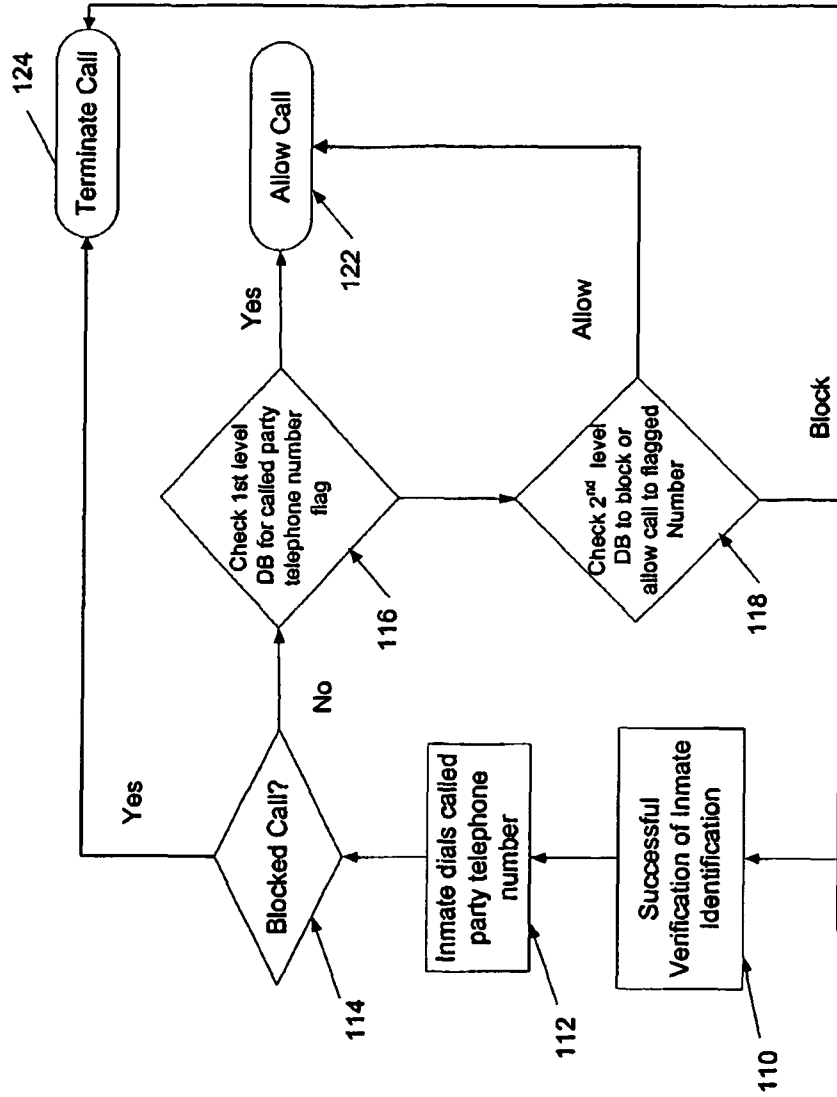 124
Terminate Call
Yes
Allow Call
122
Yes
Allow
Block
Check 1st level
DB for called party
telephone number
flag
116
Check 2nd level
DB to block or
allow call to flagged
Number
118
No
Blocked Call?
114
Inmate dials called
party telephone
number
112
Successful
Verification of Inmate
Identification
110